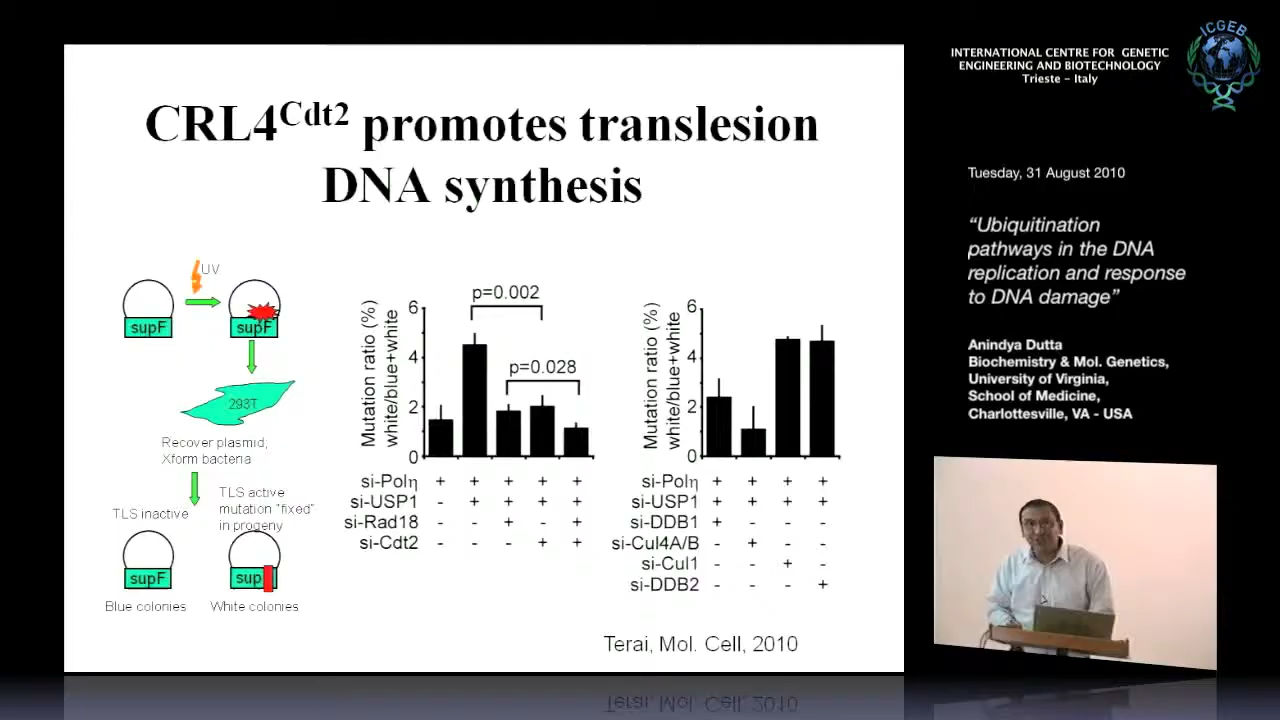 CRL4Cdt2 promotes translesion
DNA synthesis
UV
supF
supF
293T
Recover plasmid;
Xform bacteria
TLS inactive
TLS active
mutation "fixed"
in progeny
supF
sup
Blue colonies
White colonies
Mutation ratio (%)
white/blue+white
6
4
2
0
p=0.002
p=0.028
si-Polη + + + + +
si-USP1 - + + + +
si-Rad18 - - + - +
si-Cdt2 - - - + +
Mutation ratio (%)
white/blue+white
6
4
2
0
si-Polη + + + +
si-USP1 + + + +
si-DDB1 + - - -
si-Cul4A/B - + - -
si-Cul1 - - + -
si-DDB2 - - - +
Terai, Mol. Cell, 2010
INTERNATIONAL CENTRE FOR GENETIC
ENGINEERING AND BIOTECHNOLOGY
Trieste – Italy
ICGEB
Tuesday, 31 August 2010
“Ubiquitination
pathways in the DNA
replication and response
to DNA damage”
Anindya Dutta
Biochemistry & Mol. Genetics,
University of Virginia,
School of Medicine,
Charlottesville, VA - USA